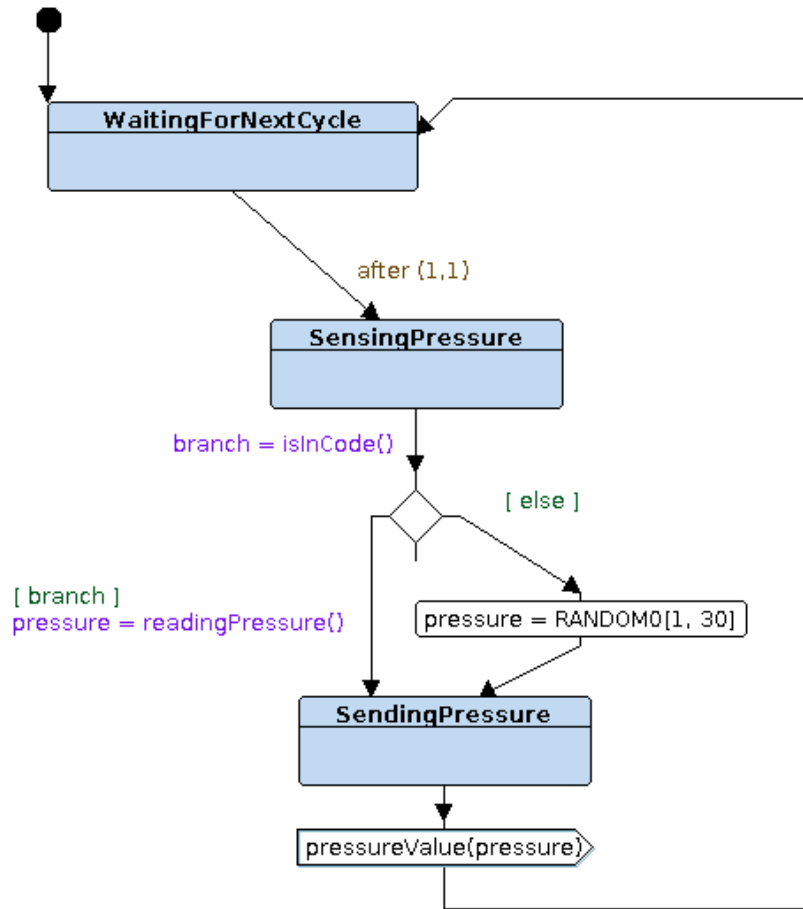 WaitingForNextCycle
after (1,1)
SensingPressure
branch = isInCode()
[ else ]
[ branch ]
pressure = readingPressure()
pressure = RANDOM0[1, 30]
SendingPressure
pressureValue(pressure)